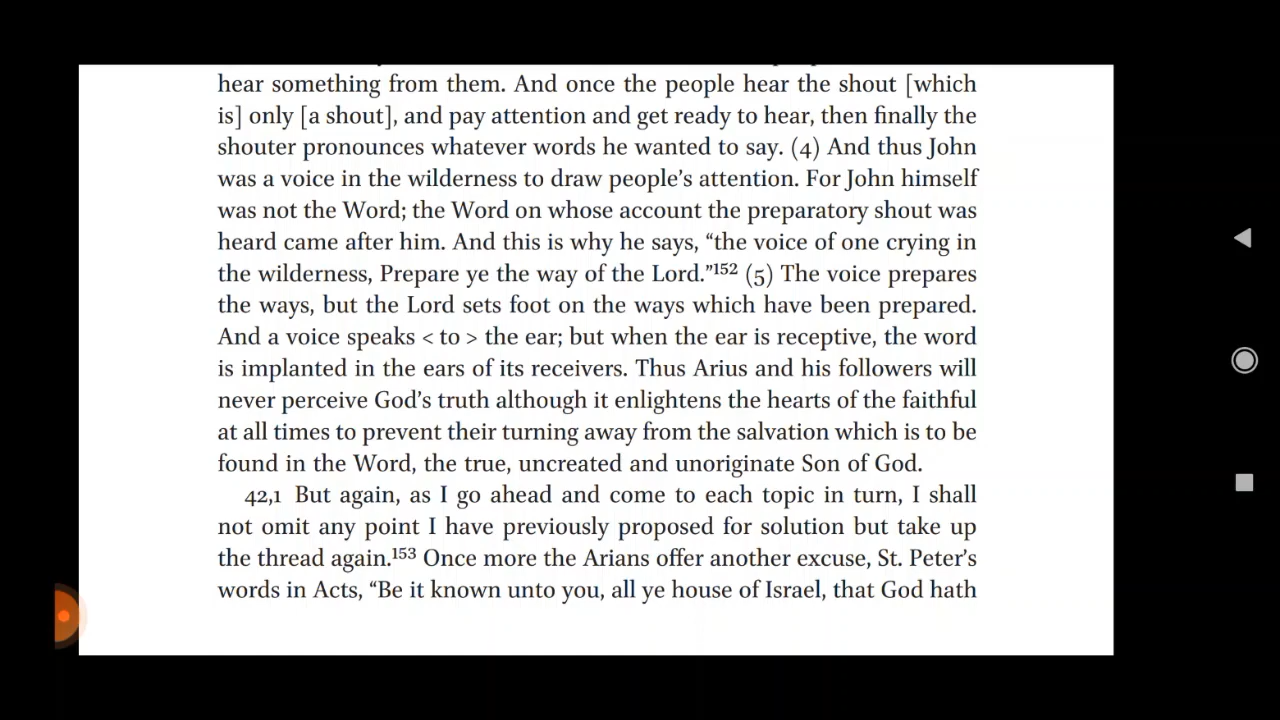 hear something from them. And once the people hear the shout [which
is] only [a shout], and pay attention and get ready to hear, then finally the
shouter pronounces whatever words he wanted to say. (4) And thus John
was a voice in the wilderness to draw people’s attention. For John himself
was not the Word; the Word on whose account the preparatory shout was
heard came after him. And this is why he says, “the voice of one crying in
the wilderness, Prepare ye the way of the Lord.”152 (5) The voice prepares
the ways, but the Lord sets foot on the ways which have been prepared.
And a voice speaks < to > the ear; but when the ear is receptive, the word
is implanted in the ears of its receivers. Thus Arius and his followers will
never perceive God’s truth although it enlightens the hearts of the faithful
at all times to prevent their turning away from the salvation which is to be
found in the Word, the true, uncreated and unoriginate Son of God.
42,1 But again, as I go ahead and come to each topic in turn, I shall
not omit any point I have previously proposed for solution but take up
the thread again.153 Once more the Arians offer another excuse, St. Peter’s
words in Acts, “Be it known unto you, all ye house of Israel, that God hath